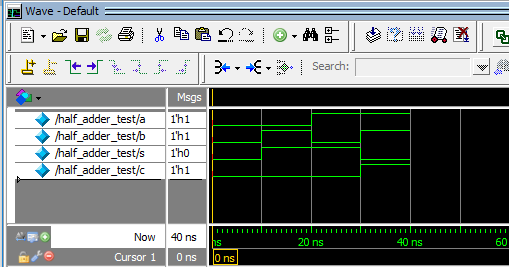 Wave - Default
Search:
Msgs
/half_adder_test/a 1'h1
/half_adder_test/b 1'h1
/half_adder_test/s 1'h0
/half_adder_test/c 1'h1
Now 40 ns ns 20 ns 40 ns 60
Cursor 1 0 ns 0 ns